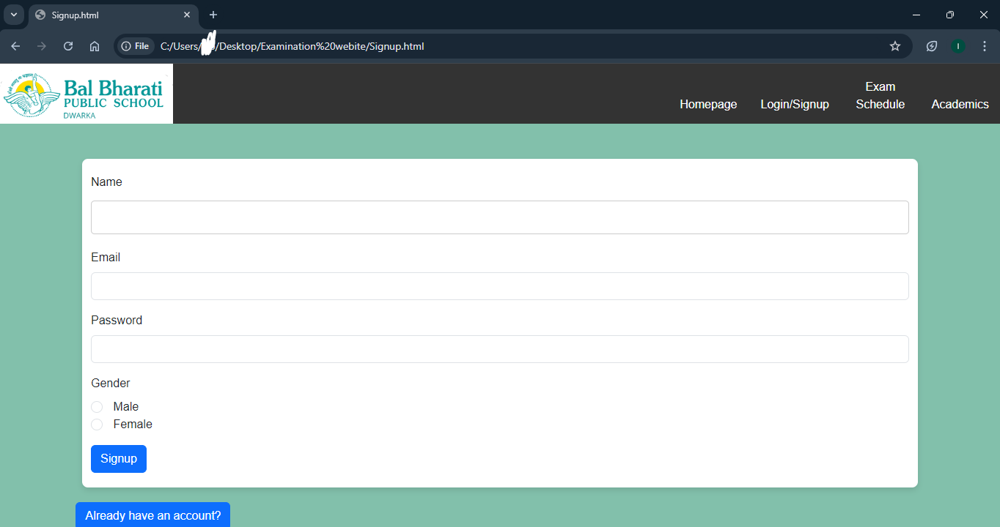 Signup.html
File C:/Users/ /Desktop/Examination%20webite/Signup.html
I
Bal Bharati
PUBLIC SCHOOL
DWARKA
Homepage Login/Signup Exam Schedule Academics
Name
Email
Password
Gender
Male
Female
Signup
Already have an account?